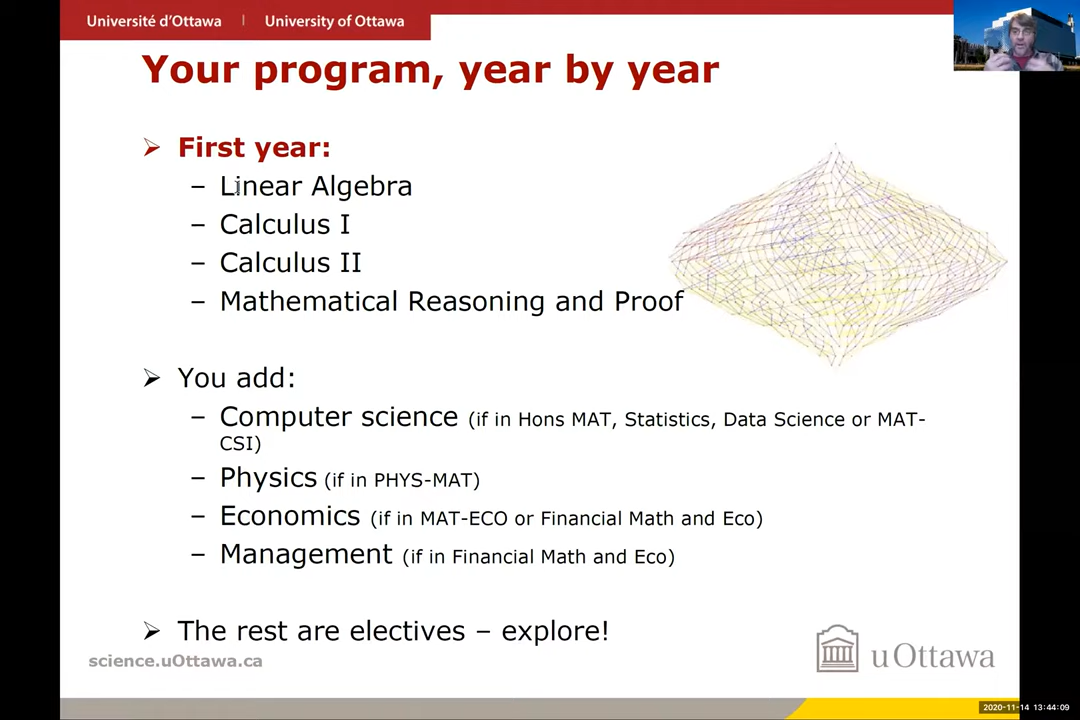 Université d'Ottawa | University of Ottawa
Your program, year by year
First year:
– Linear Algebra
– Calculus I
– Calculus II
– Mathematical Reasoning and Proof
You add:
– Computer science (if in Hons MAT, Statistics, Data Science or MAT-
CSI)
– Physics (if in PHYS-MAT)
– Economics (if in MAT-ECO or Financial Math and Eco)
– Management (if in Financial Math and Eco)
The rest are electives – explore!
science.uOttawa.ca
uOttawa
2020-11-14 13:44:09